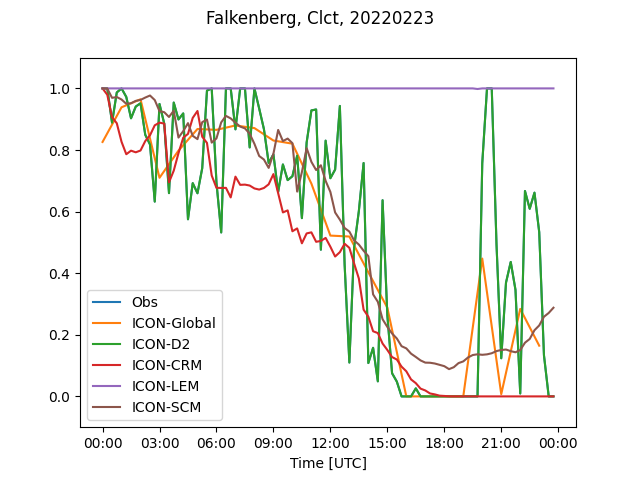 Falkenberg, Clct, 20220223
1.0
0.8
0.6
0.4
0.2
0.0
Obs
ICON-Global
ICON-D2
ICON-CRM
ICON-LEM
ICON-SCM
00:00 03:00 06:00 09:00 12:00 15:00 18:00 21:00 00:00
Time [UTC]